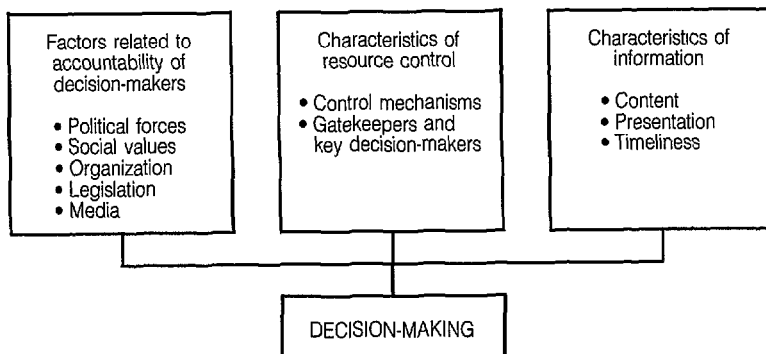 Factors related to
accountability of
decision-makers
• Political forces
• Social values
• Organization
• Legislation
• Media
Characteristics of
resource control
• Control mechanisms
• Gatekeepers and
key decision-makers
Characteristics of
information
• Content
• Presentation
• Timeliness
DECISION-MAKING